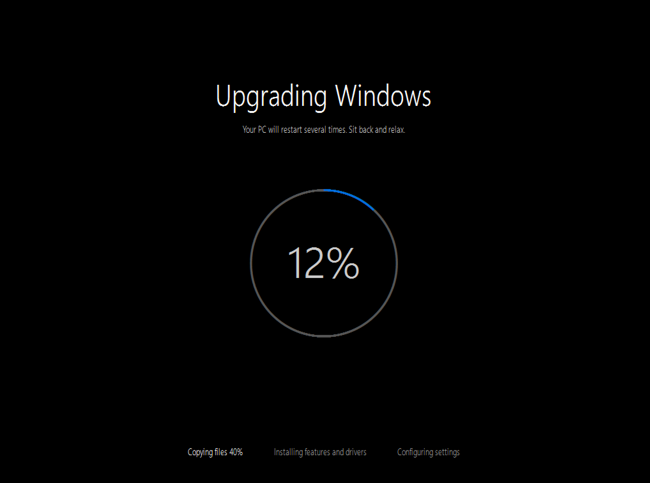 Upgrading Windows
Your PC will restart several times. Sit back and relax.
12%
Copying files 40% Installing features and drivers Configuring settings